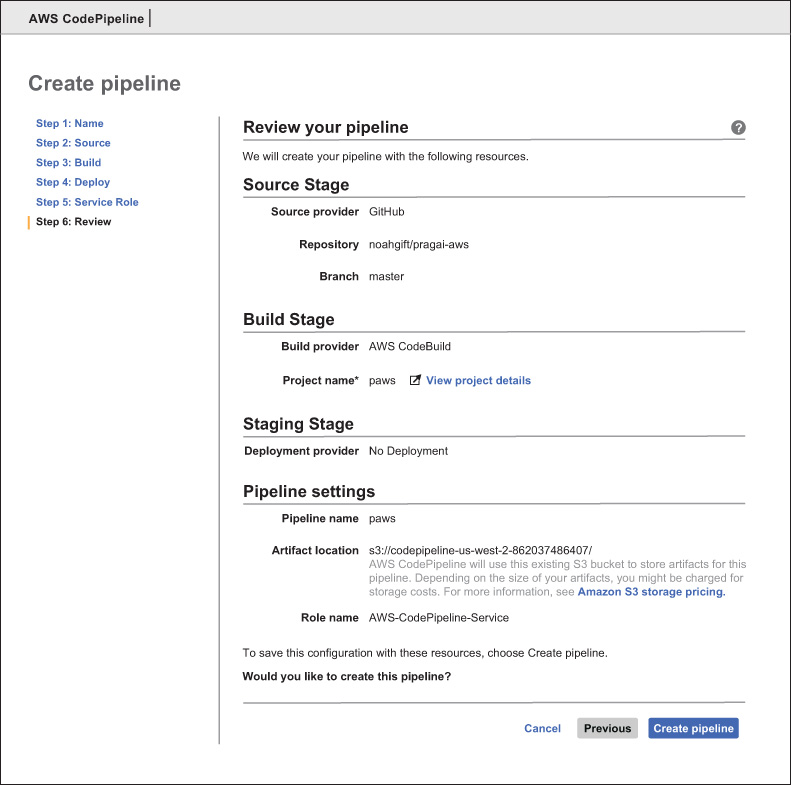 AWS CodePipeline
Create pipeline
Step 1: Name
Step 2: Source
Step 3: Build
Step 4: Deploy
Step 5: Service Role
Step 6: Review
Review your pipeline
?
We will create your pipeline with the following resources.
Source Stage
Source provider GitHub
Repository noahgift/pragai-aws
Branch master
Build Stage
Build provider AWS CodeBuild
Project name* paws View project details
Staging Stage
Deployment provider No Deployment
Pipeline settings
Pipeline name paws
Artifact location s3://codepipeline-us-west-2-862037486407/
AWS CodePipeline will use this existing S3 bucket to store artifacts for this
pipeline. Depending on the size of your artifacts, you might be charged for
storage costs. For more information, see Amazon S3 storage pricing.
Role name AWS-CodePipeline-Service
To save this configuration with these resources, choose Create pipeline.
Would you like to create this pipeline?
Cancel Previous Create pipeline